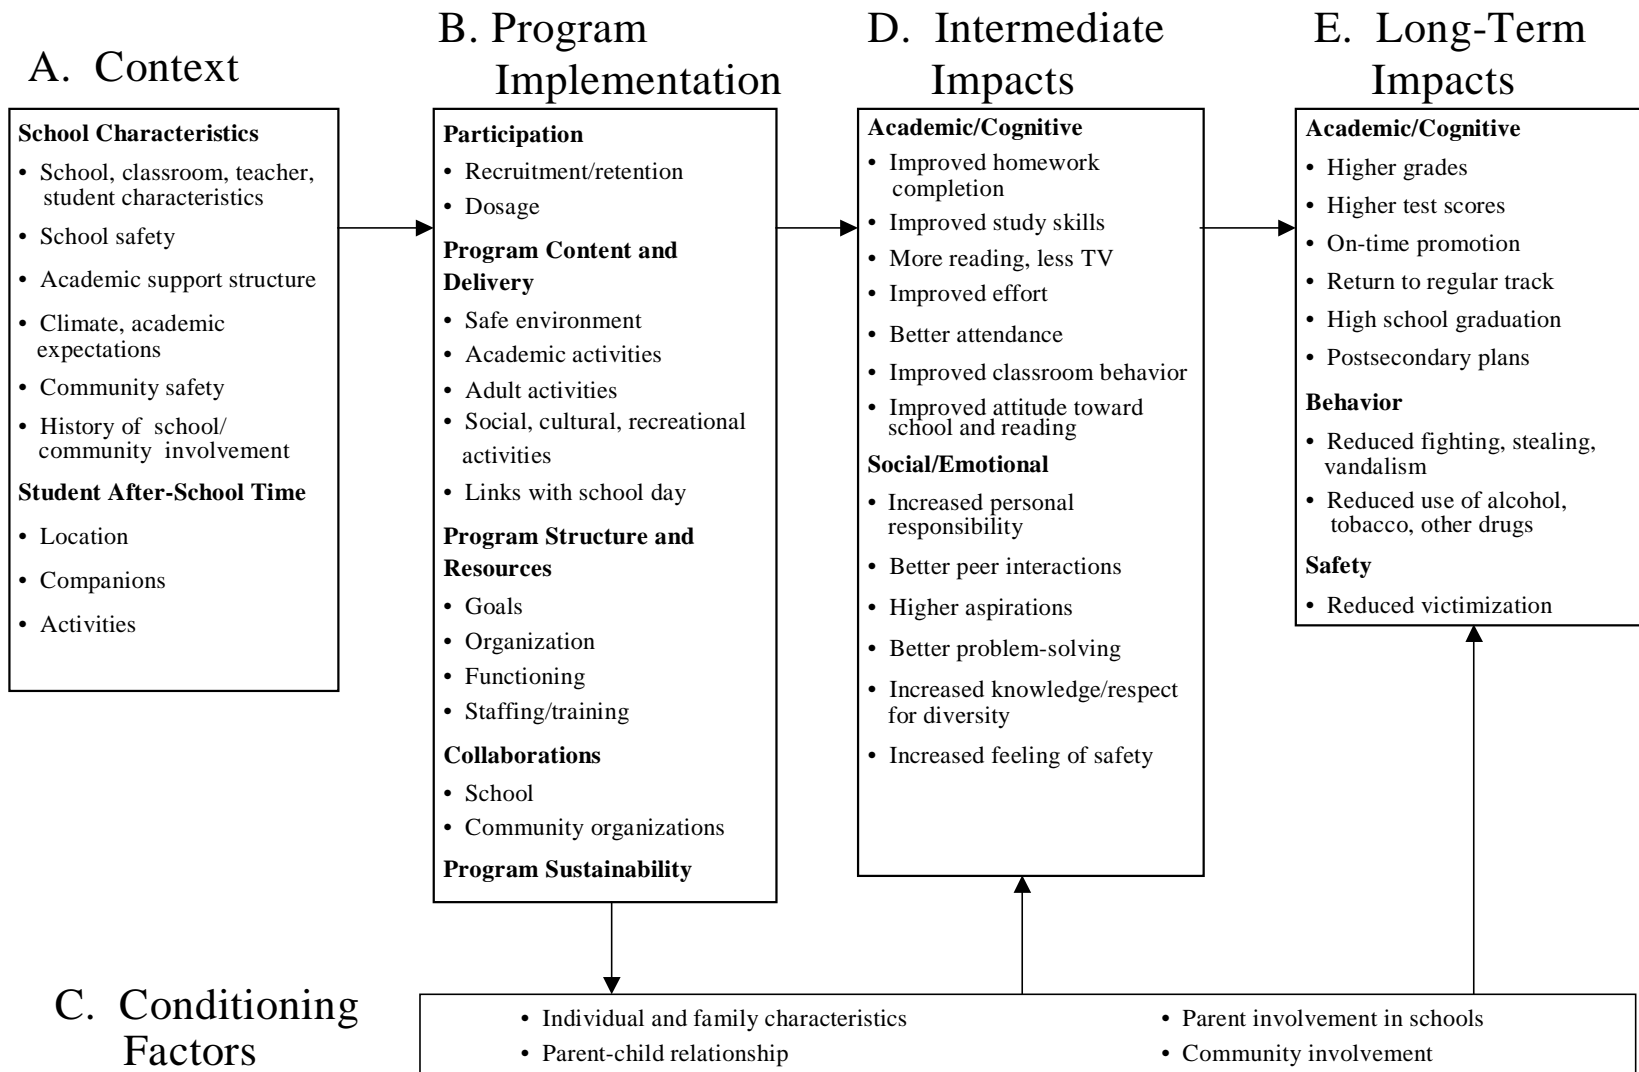 A. Context
School Characteristics
• School, classroom, teacher,
student characteristics
• School safety
• Academic support structure
• Climate, academic
expectations
• Community safety
• History of school/
community involvement
Student After-School Time
• Location
• Companions
• Activities
B. Program
Implementation
Participation
• Recruitment/retention
• Dosage
Program Content and
Delivery
• Safe environment
• Academic activities
• Adult activities
• Social, cultural, recreational
activities
• Links with school day
Program Structure and
Resources
• Goals
• Organization
• Functioning
• Staffing/training
Collaborations
• School
• Community organizations
Program Sustainability
D. Intermediate
Impacts
Academic/Cognitive
• Improved homework
completion
• Improved study skills
• More reading, less TV
• Improved effort
• Better attendance
• Improved classroom behavior
• Improved attitude toward
school and reading
Social/Emotional
• Increased personal
responsibility
• Better peer interactions
• Higher aspirations
• Better problem-solving
• Increased knowledge/respect
for diversity
• Increased feeling of safety
E. Long-Term
Impacts
Academic/Cognitive
• Higher grades
• Higher test scores
• On-time promotion
• Return to regular track
• High school graduation
• Postsecondary plans
Behavior
• Reduced fighting, stealing,
vandalism
• Reduced use of alcohol,
tobacco, other drugs
Safety
• Reduced victimization
C. Conditioning
Factors
• Individual and family characteristics
• Parent-child relationship
• Parent involvement in schools
• Community involvement